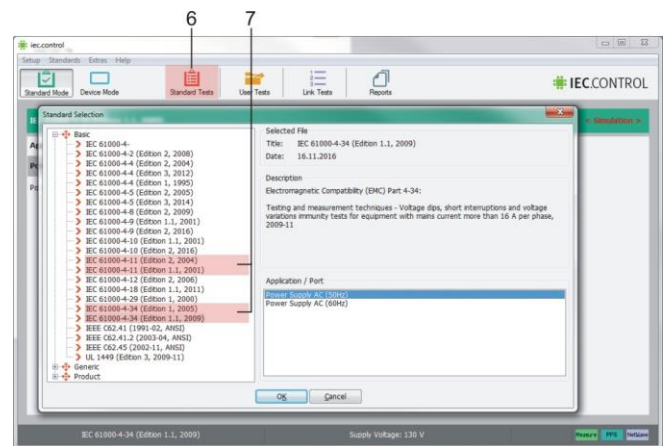 6 7
iec.control
Setup Standards Extras Help
Standard Mode Device Mode Standard Tests User Tests Link Tests Reports IEC.CONTROL
Standard Selection
< Simulation >
Basic
IEC 61000-4-
IEC 61000-4-2 (Edition 2, 2008)
IEC 61000-4-4 (Edition 2, 2004)
IEC 61000-4-4 (Edition 3, 2012)
IEC 61000-4-4 (Edition 1, 1995)
IEC 61000-4-5 (Edition 2, 2005)
IEC 61000-4-5 (Edition 3, 2014)
IEC 61000-4-8 (Edition 2, 2009)
IEC 61000-4-9 (Edition 1.1, 2001)
IEC 61000-4-9 (Edition 2, 2016)
IEC 61000-4-10 (Edition 1.1, 2001)
IEC 61000-4-10 (Edition 2, 2016)
IEC 61000-4-11 (Edition 2, 2004)
IEC 61000-4-11 (Edition 1.1, 2001)
IEC 61000-4-12 (Edition 2, 2006)
IEC 61000-4-18 (Edition 1.1, 2011)
IEC 61000-4-29 (Edition 1, 2000)
IEC 61000-4-34 (Edition 1, 2005)
IEC 61000-4-34 (Edition 1.1, 2009)
IEEE C62.41 (1991-02, ANSI)
IEEE C62.41.2 (2003-04, ANSI)
IEEE C62.45 (2002-11, ANSI)
UL 1449 (Edition 3, 2009-11)
Generic
Product
Selected File
Title: IEC 61000-4-34 (Edition 1.1, 2009)
Date: 16.11.2016
Description
Electromagnetic Compatibility (EMC) Part 4-34:
Testing and measurement techniques - Voltage dips, short interruptions and voltage
variations immunity tests for equipment with mains current more than 16 A per phase,
2009-11
Application / Port
Power Supply AC (50Hz)
Power Supply AC (60Hz)
OK Cancel
IEC 61000-4-34 (Edition 1.1, 2009) Supply Voltage: 130 V Measure PFS NetWave